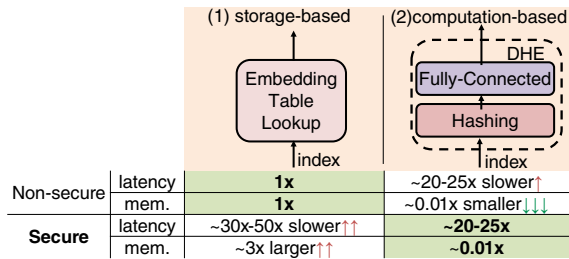 (1) storage-based
(2)computation-based
DHE
Embedding
Table
Lookup
Fully-Connected
Hashing
index
index
Non-secure latency 1x ~20-25x slower↑
mem. 1x ~0.01x smaller↓↓↓
Secure latency ~30x-50x slower↑↑ ~20-25x
mem. ~3x larger↑↑ ~0.01x